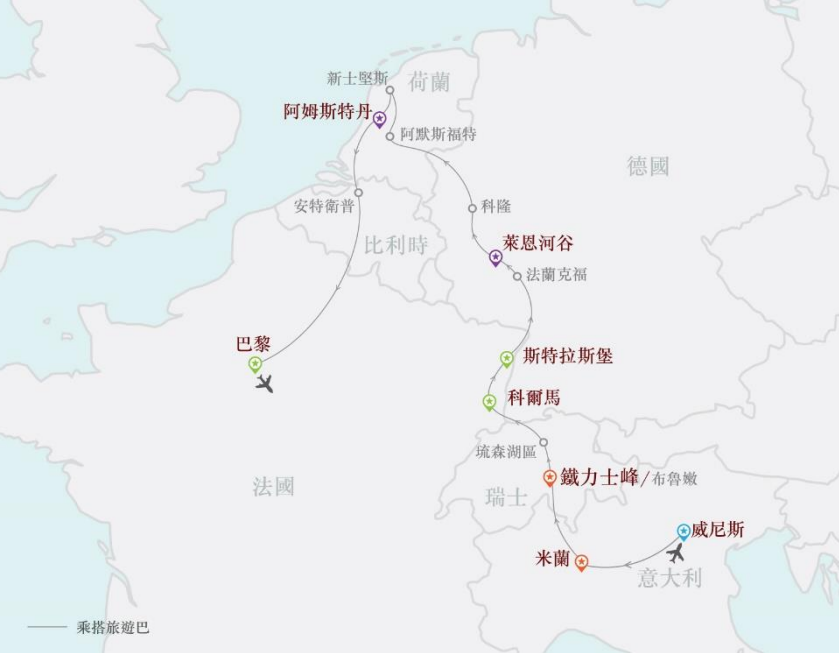 新士堅斯
荷蘭
阿姆斯特丹
阿默斯福特
德國
安特衛普
科隆
比利時
萊恩河谷
法蘭克福
巴黎
斯特拉斯堡
科爾馬
琉森湖區
鐵力士峰/布魯嫩
法國
瑞士
威尼斯
米蘭
意大利
乘搭旅遊巴